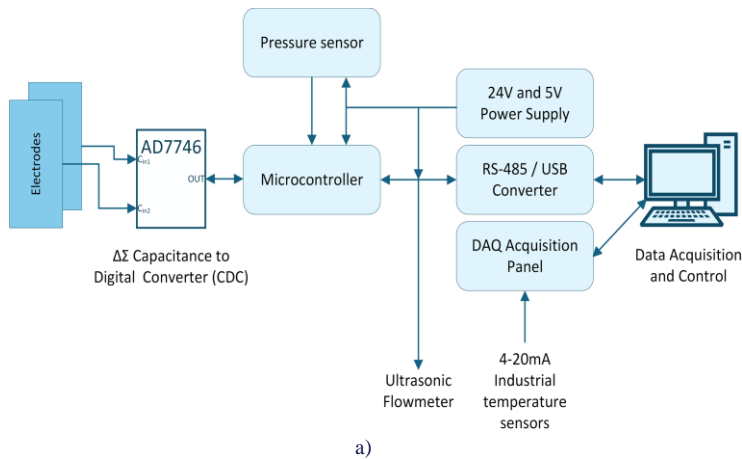 Pressure sensor
24V and 5V
Power Supply
Electrodes
AD7746
Cin1
OUT
Cin2
Microcontroller
RS-485 / USB
Converter
DAQ Acquisition
Panel
ΔΣ Capacitance to
Digital Converter (CDC)
Data Acquisition
and Control
Ultrasonic
Flowmeter
4-20mA
Industrial
temperature
sensors
a)